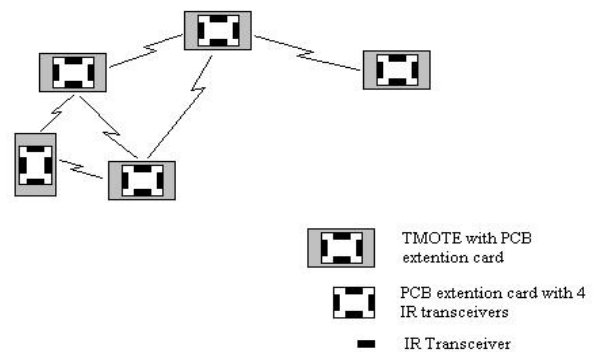 TMOTE with PCB
extention card
PCB extention card with 4
IR transceivers
IR Transceiver